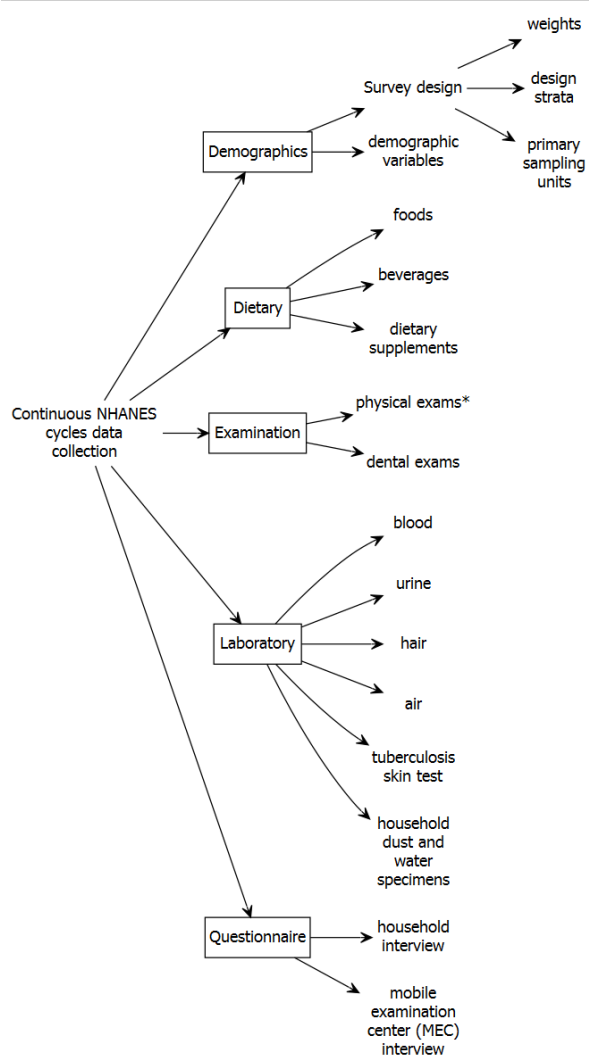 weights
Survey design
design
strata
Demographics
demographic
variables
primary
sampling
units
foods
beverages
Dietary
dietary
supplements
Continuous NHANES
cycles data
collection
physical exams*
Examination
dental exams
blood
urine
Laboratory
hair
air
tuberculosis
skin test
household
dust and
water
specimens
Questionnaire
household
interview
mobile
examination
center (MEC)
interview